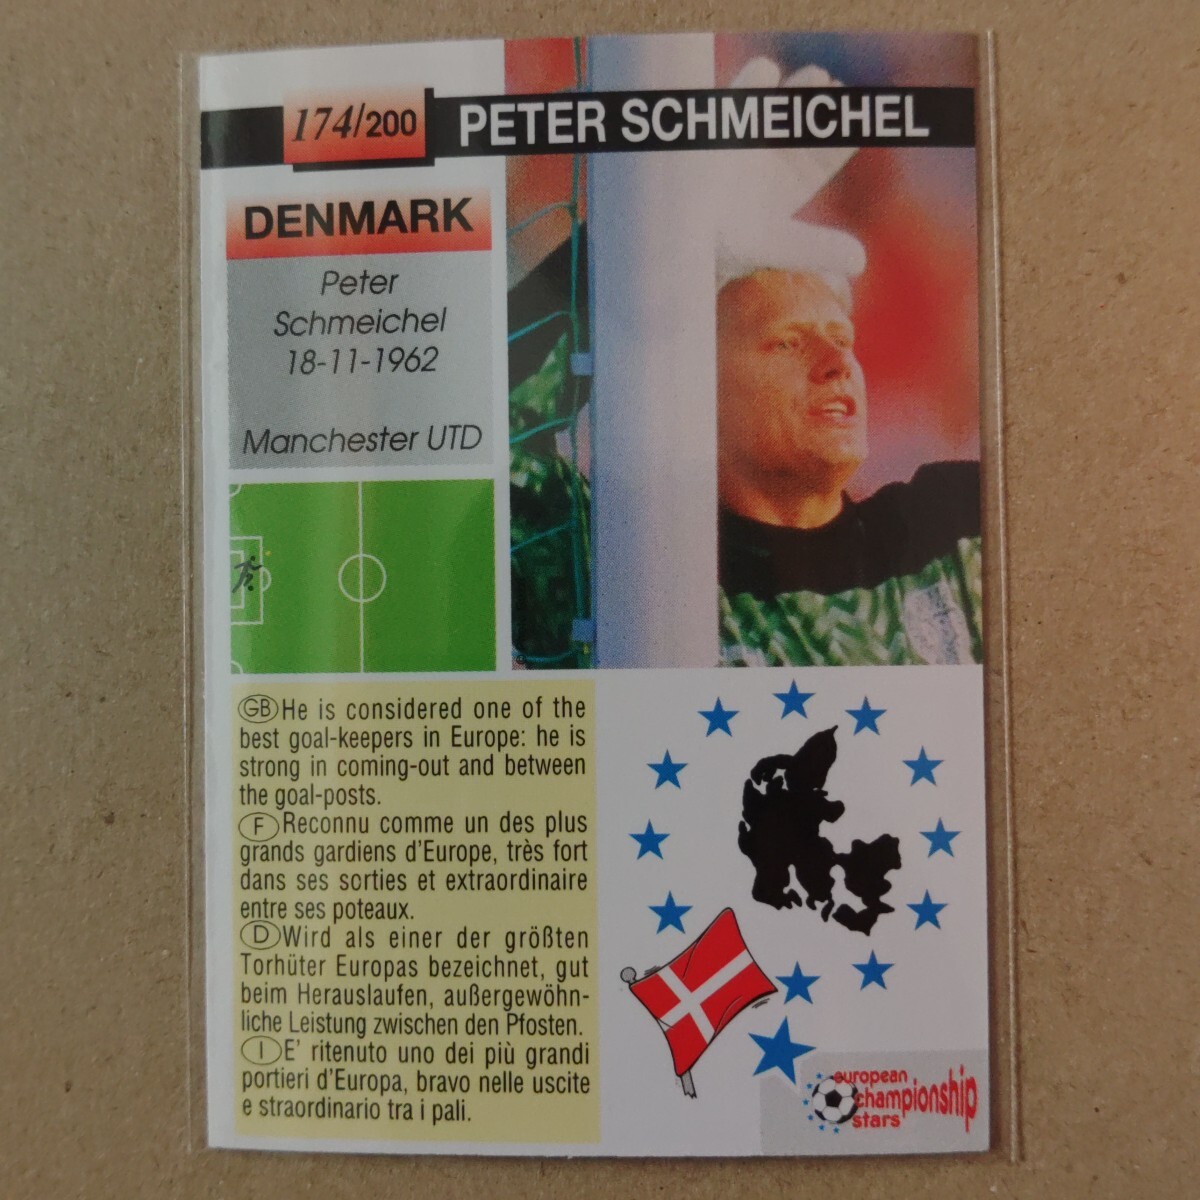 174/200 PETER SCHMEICHEL
DENMARK
Peter
Schmeichel
18-11-1962
Manchester UTD
GB He is considered one of the
best goal-keepers in Europe: he is
strong in coming-out and between
the goal-posts.
F Reconnu comme un des plus
grands gardiens d'Europe, très fort
dans ses sorties et extraordinaire
entre ses poteaux.
D Wird als einer der größten
Torhüter Europas bezeichnet, gut
beim Herauslaufen, außergewöhn-
liche Leistung zwischen den Pfosten.
I E' ritenuto uno dei più grandi
portieri d'Europa, bravo nelle uscite
e straordinario tra i pali.
european
championship
stars